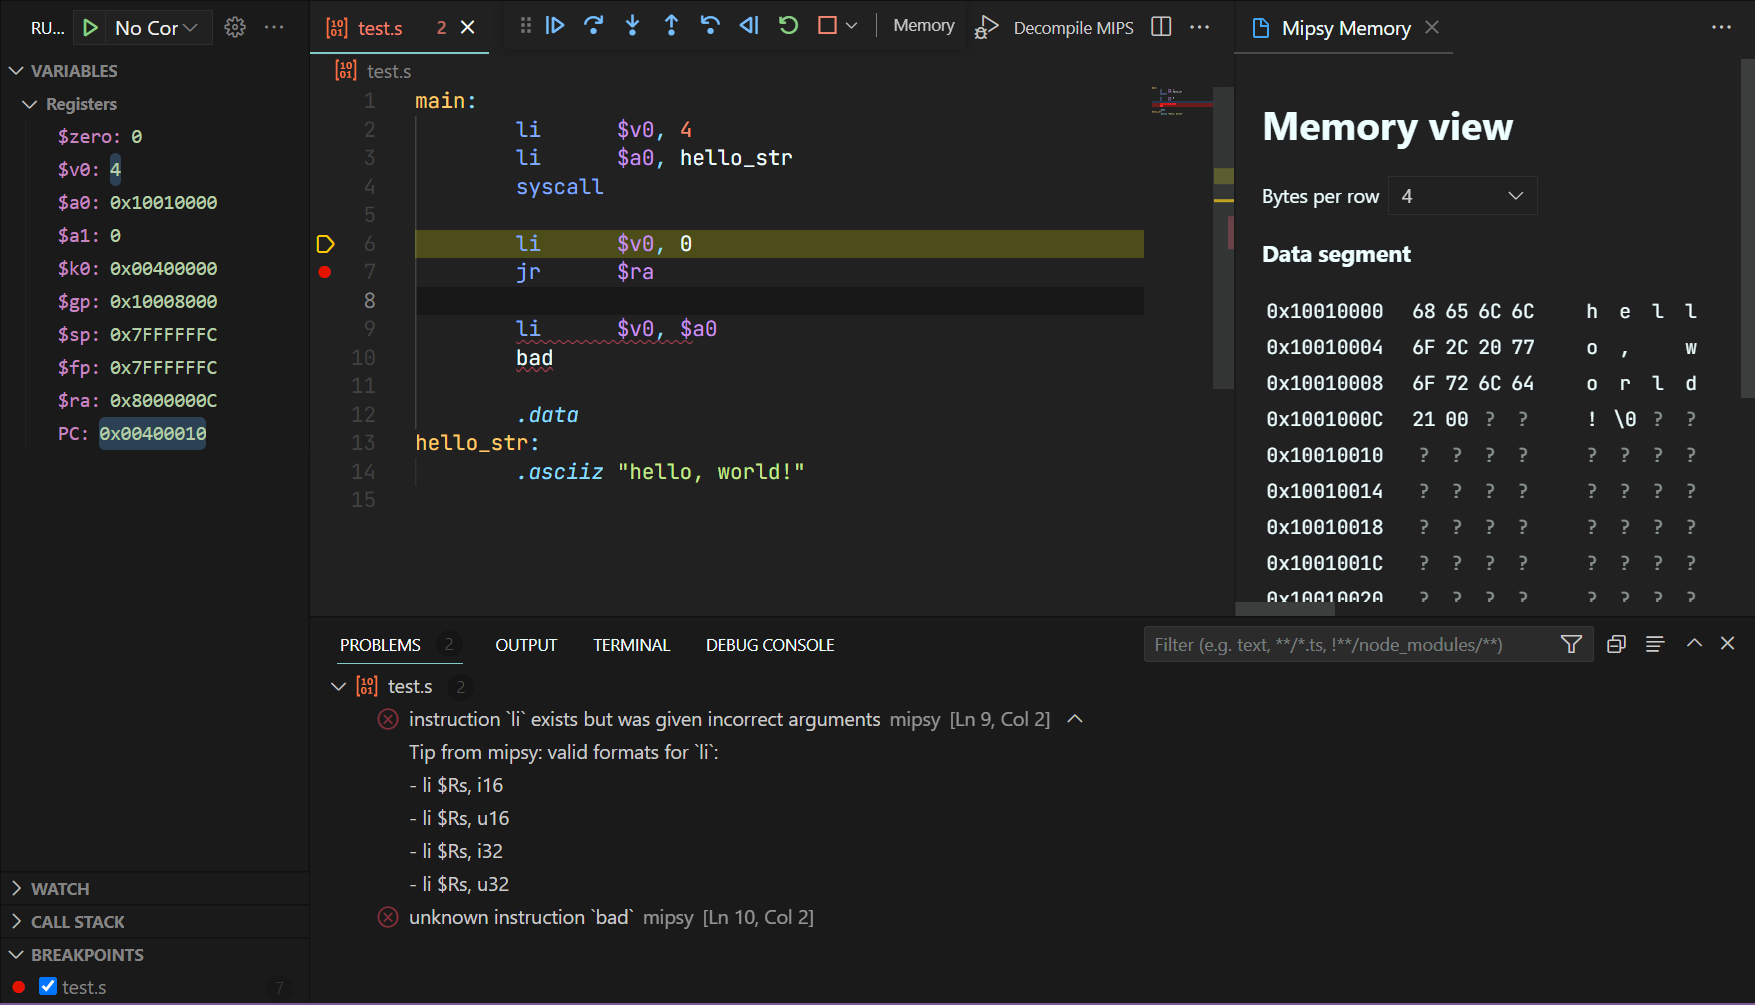 RU... No Cor
VARIABLES
Registers
$zero: 0
$v0: 4
$a0: 0x10010000
$a1: 0
$k0: 0x00400000
$gp: 0x10008000
$sp: 0x7FFFFFFC
$fp: 0x7FFFFFFC
$ra: 0x8000000C
PC: 0x00400010
WATCH
CALL STACK
BREAKPOINTS
test.s 7
test.s 2
Memory Decompile MIPS
test.s
1 main:
2 li $v0, 4
3 li $a0, hello_str
4 syscall
5
6 li $v0, 0
7 jr $ra
8
9 li $v0, $a0
10 bad
11
12 .data
13 hello_str:
14 .asciiz "hello, world!"
15
Mipsy Memory
Memory view
Bytes per row 4
Data segment
0x10010000 68 65 6C 6C h e l l
0x10010004 6F 2C 20 77 o , w
0x10010008 6F 72 6C 64 o r l d
0x1001000C 21 00 ? ? ! \0 ? ?
0x10010010 ? ? ? ? ? ? ? ?
0x10010014 ? ? ? ? ? ? ? ?
0x10010018 ? ? ? ? ? ? ? ?
0x1001001C ? ? ? ? ? ? ? ?
0x10010020 ? ? ? ? ? ? ? ?
PROBLEMS 2 OUTPUT TERMINAL DEBUG CONSOLE
Filter (e.g. text, **/*.ts, !**/node_modules/**)
test.s 2
instruction `li` exists but was given incorrect arguments mipsy [Ln 9, Col 2]
Tip from mipsy: valid formats for `li`:
- li $Rs, i16
- li $Rs, u16
- li $Rs, i32
- li $Rs, u32
unknown instruction `bad` mipsy [Ln 10, Col 2]